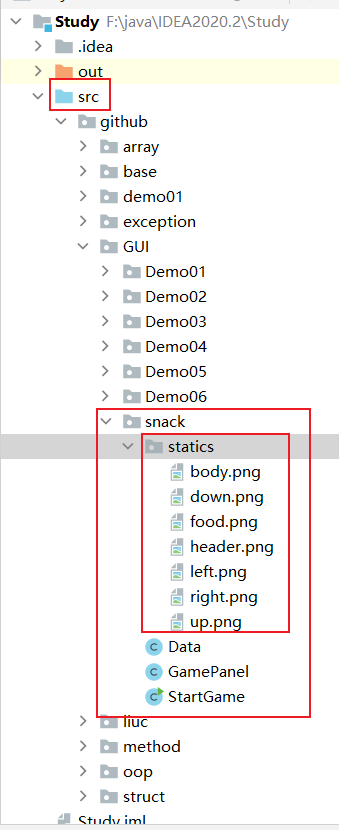 Study F:\java\IDEA2020.2\Study
.idea
out
src
github
array
base
demo01
exception
GUI
Demo01
Demo02
Demo03
Demo04
Demo05
Demo06
snack
statics
body.png
down.png
food.png
header.png
left.png
right.png
up.png
Data
GamePanel
StartGame
liuc
method
oop
struct
Study.iml